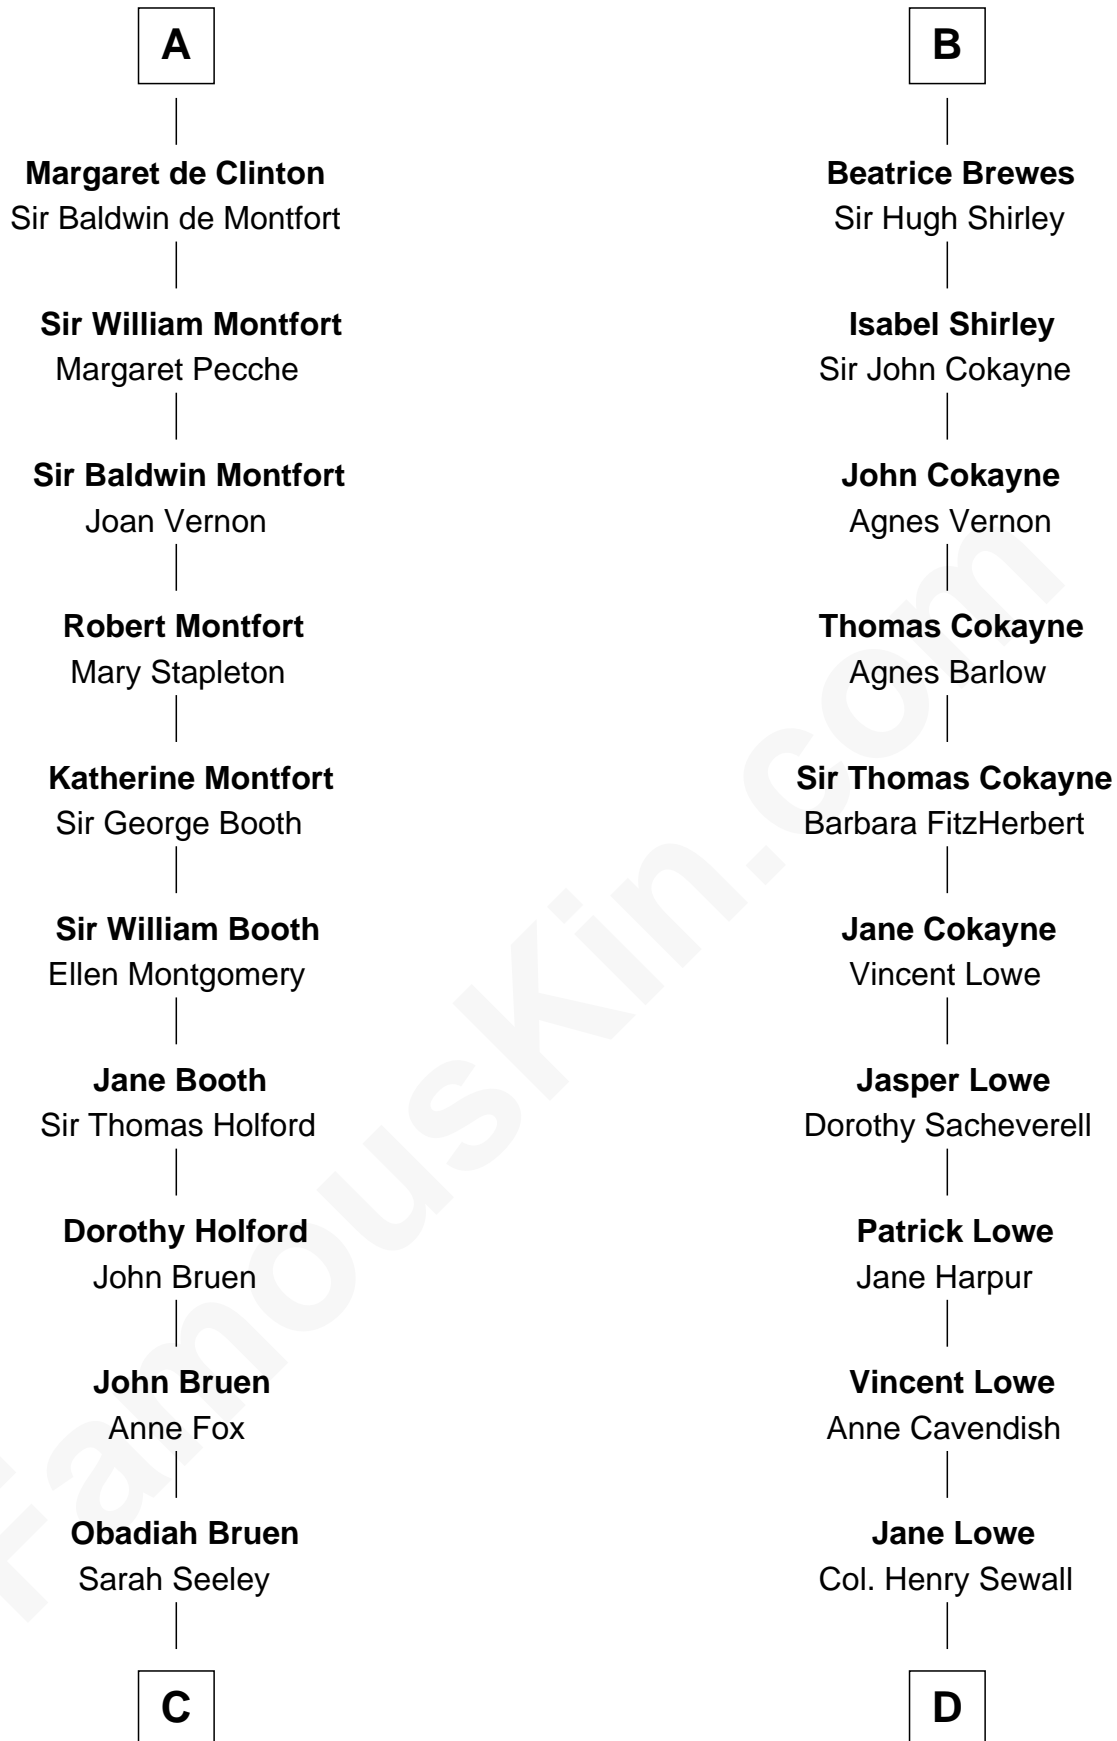 A
Margaret de Clinton
Sir Baldwin de Montfort
Sir William Montfort
Margaret Pecche
Sir Baldwin Montfort
Joan Vernon
Robert Montfort
Mary Stapleton
Katherine Montfort
Sir George Booth
Sir William Booth
Ellen Montgomery
Jane Booth
Sir Thomas Holford
Dorothy Holford
John Bruen
John Bruen
Anne Fox
Obadiah Bruen
Sarah Seeley
C
B
Beatrice Brewes
Sir Hugh Shirley
Isabel Shirley
Sir John Cokayne
John Cokayne
Agnes Vernon
Thomas Cokayne
Agnes Barlow
Sir Thomas Cokayne
Barbara FitzHerbert
Jane Cokayne
Vincent Lowe
Jasper Lowe
Dorothy Sacheverell
Patrick Lowe
Jane Harpur
Vincent Lowe
Anne Cavendish
Jane Lowe
Col. Henry Sewall
D
FamousKin.com